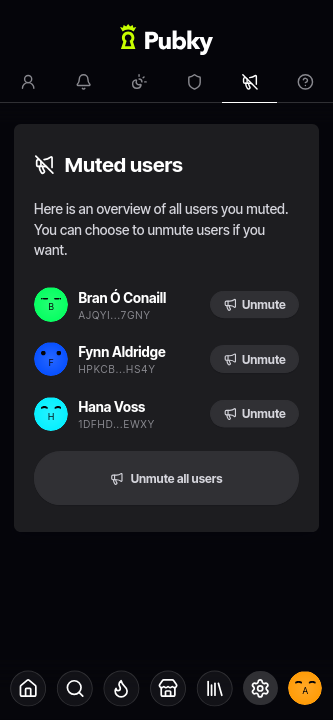 Pubky
Muted users
Here is an overview of all users you muted.
You can choose to unmute users if you
want.
B
Bran Ó Conaill
AJQYI...7GNY
Unmute
F
Fynn Aldridge
HPKCB...HS4Y
Unmute
H
Hana Voss
1DFHD...EWXY
Unmute
Unmute all users
A